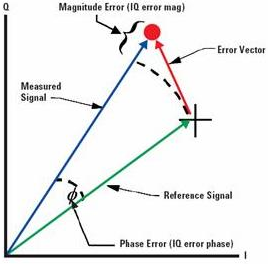 Q
Magnitude Error (IQ error mag)
Error Vector
Measured
Signal
ϕ
Reference Signal
Phase Error (IQ error phase)
I